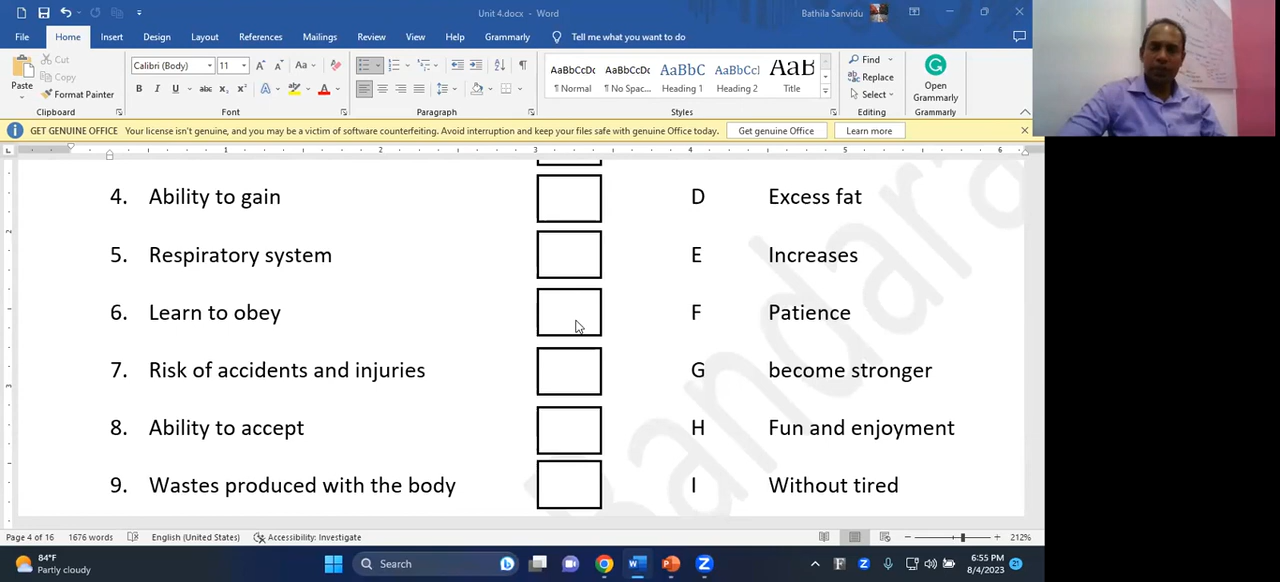 Unit 4.docx - Word
Bathila Sanvidu
File Home Insert Design Layout References Mailings Review View Help Grammarly Tell me what you want to do
Paste
Cut
Copy
Format Painter
Clipboard
Calibri (Body) 11
Font
Paragraph
AaBbCcDc AaBbCcDc AaBbC AaBbCcl AaB
¶ Normal ¶ No Spac... Heading 1 Heading 2 Title
Styles
Find
Replace
Select
Editing
Open Grammarly
Grammarly
GET GENUINE OFFICE Your license isn't genuine, and you may be a victim of software counterfeiting. Avoid interruption and keep your files safe with genuine Office today. Get genuine Office Learn more
1 2 3 4 5 6
4. Ability to gain D Excess fat
5. Respiratory system E Increases
6. Learn to obey F Patience
7. Risk of accidents and injuries G become stronger
8. Ability to accept H Fun and enjoyment
9. Wastes produced with the body I Without tired
Bandara
Page 4 of 16 1676 words English (United States) Accessibility: Investigate 212%
84°F
Partly cloudy
Search
6:55 PM
8/4/2023